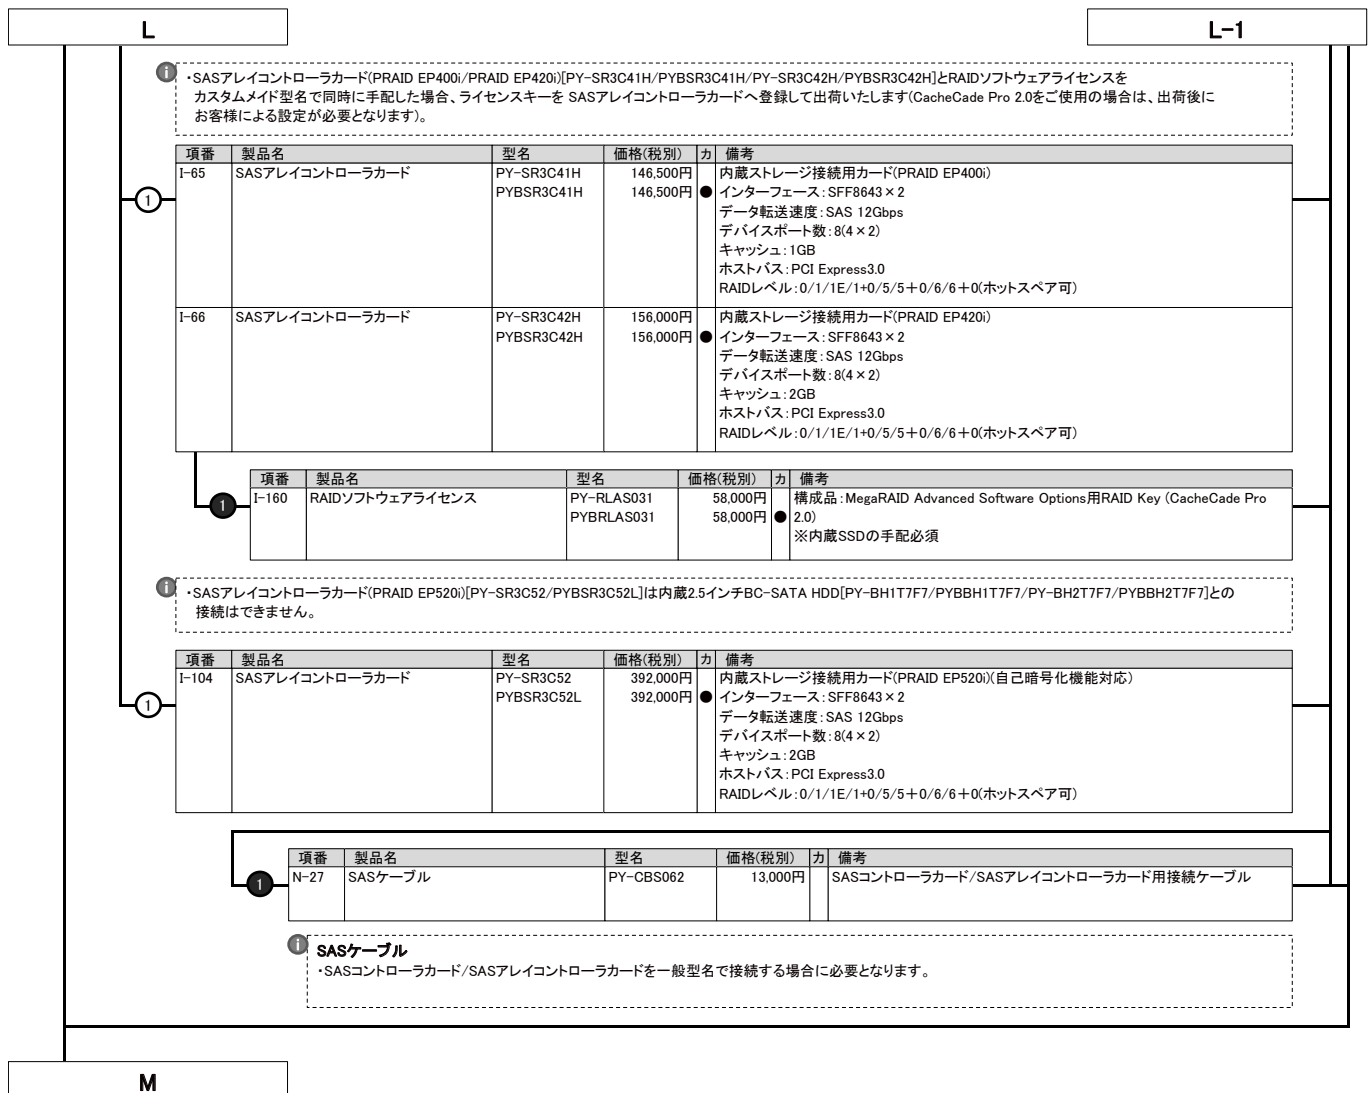 L
L-1
・SASアレイコントローラカード(PRAID EP400i/PRAID EP420i)[PY-SR3C41H/PYBSR3C41H/PY-SR3C42H/PYBSR3C42H]とRAIDソフトウェアライセンスを
カスタムメイド型名で同時に手配した場合、ライセンスキーを SASアレイコントローラカードへ登録して出荷いたします(CacheCade Pro 2.0をご使用の場合は、出荷後に
お客様による設定が必要となります)。
項番 製品名 型名 価格(税別) カ 備考
I-65 SASアレイコントローラカード PY-SR3C41H 146,500円 内蔵ストレージ接続用カード(PRAID EP400i)
1 PYBSR3C41H 146,500円 ● インターフェース:SFF8643×2
データ転送速度:SAS 12Gbps
デバイスポート数:8(4×2)
キャッシュ:1GB
ホストバス:PCI Express3.0
RAIDレベル:0/1/1E/1+0/5/5+0/6/6+0(ホットスペア可)
I-66 SASアレイコントローラカード PY-SR3C42H 156,000円 内蔵ストレージ接続用カード(PRAID EP420i)
PYBSR3C42H 156,000円 ● インターフェース:SFF8643×2
データ転送速度:SAS 12Gbps
デバイスポート数:8(4×2)
キャッシュ:2GB
ホストバス:PCI Express3.0
RAIDレベル:0/1/1E/1+0/5/5+0/6/6+0(ホットスペア可)
項番 製品名 型名 価格(税別) カ 備考
1 I-160 RAIDソフトウェアライセンス PY-RLAS031 58,000円 構成品:MegaRAID Advanced Software Options用RAID Key (CacheCade Pro
PYBRLAS031 58,000円 ● 2.0)
※内蔵SSDの手配必須
・SASアレイコントローラカード(PRAID EP520i)[PY-SR3C52/PYBSR3C52L]は内蔵2.5インチBC-SATA HDD[PY-BH1T7F7/PYBBH1T7F7/PY-BH2T7F7/PYBBH2T7F7]との
接続はできません。
項番 製品名 型名 価格(税別) カ 備考
I-104 SASアレイコントローラカード PY-SR3C52 392,000円 内蔵ストレージ接続用カード(PRAID EP520i)(自己暗号化機能対応)
1 PYBSR3C52L 392,000円 ● インターフェース:SFF8643×2
データ転送速度:SAS 12Gbps
デバイスポート数:8(4×2)
キャッシュ:2GB
ホストバス:PCI Express3.0
RAIDレベル:0/1/1E/1+0/5/5+0/6/6+0(ホットスペア可)
項番 製品名 型名 価格(税別) カ 備考
1 N-27 SASケーブル PY-CBS062 13,000円 SASコントローラカード/SASアレイコントローラカード用接続ケーブル
SASケーブル
・SASコントローラカード/SASアレイコントローラカードを一般型名で接続する場合に必要となります。
M